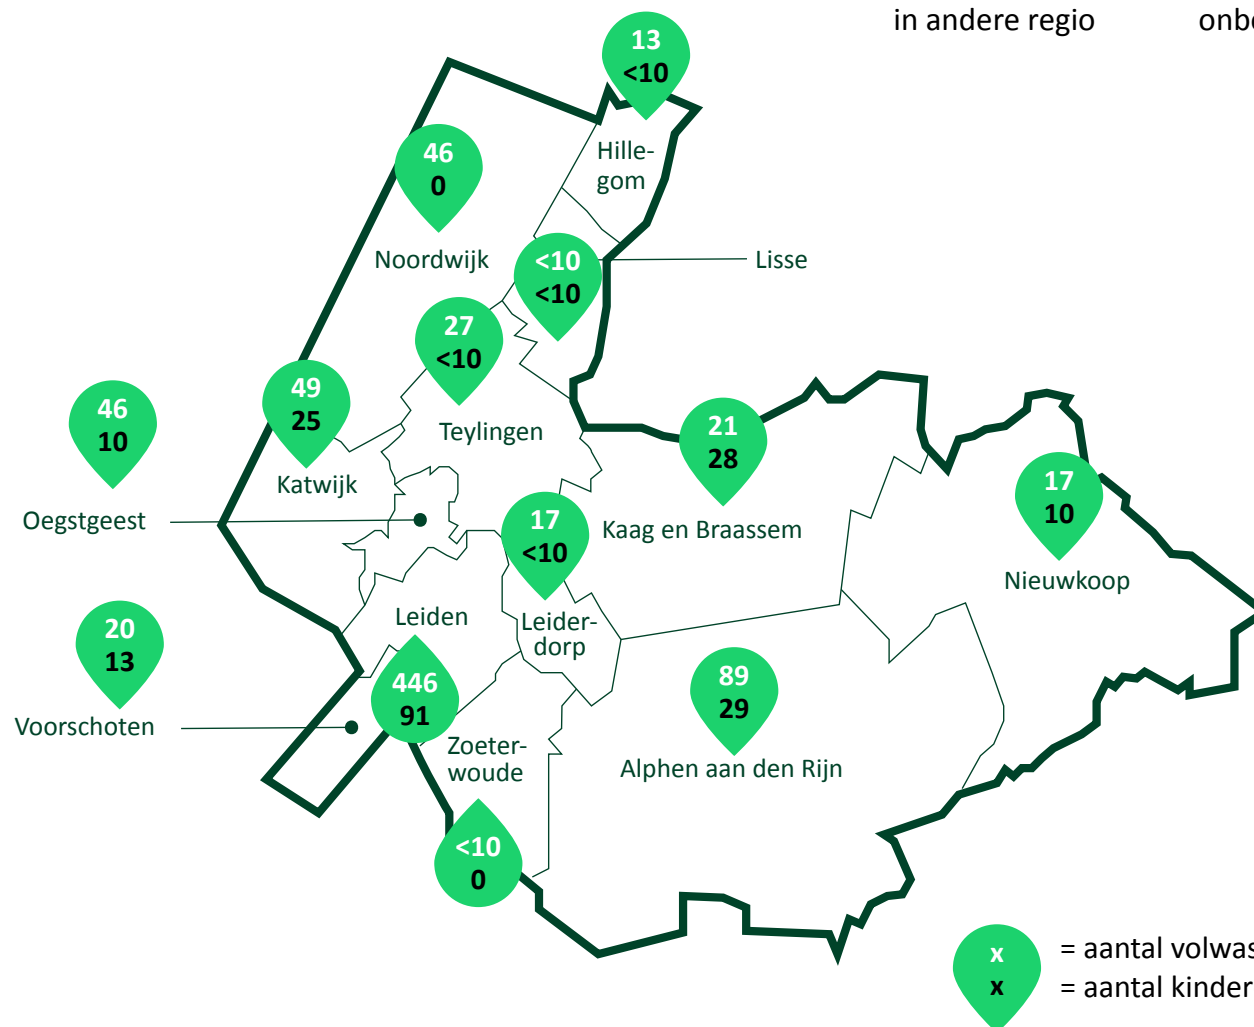 in andere regio
13
<10
Hille-
gom
46
0
Noordwijk
<10
<10
Lisse
27
<10
Teylingen
49
25
Katwijk
46
10
Oegstgeest
21
28
Kaag en Braassem
17
10
Nieuwkoop
17
<10
Leider-
dorp
Leiden
446
91
20
13
Voorschoten
89
29
Alphen aan den Rijn
Zoeter-
woude
<10
0
x = aantal
x = aantal